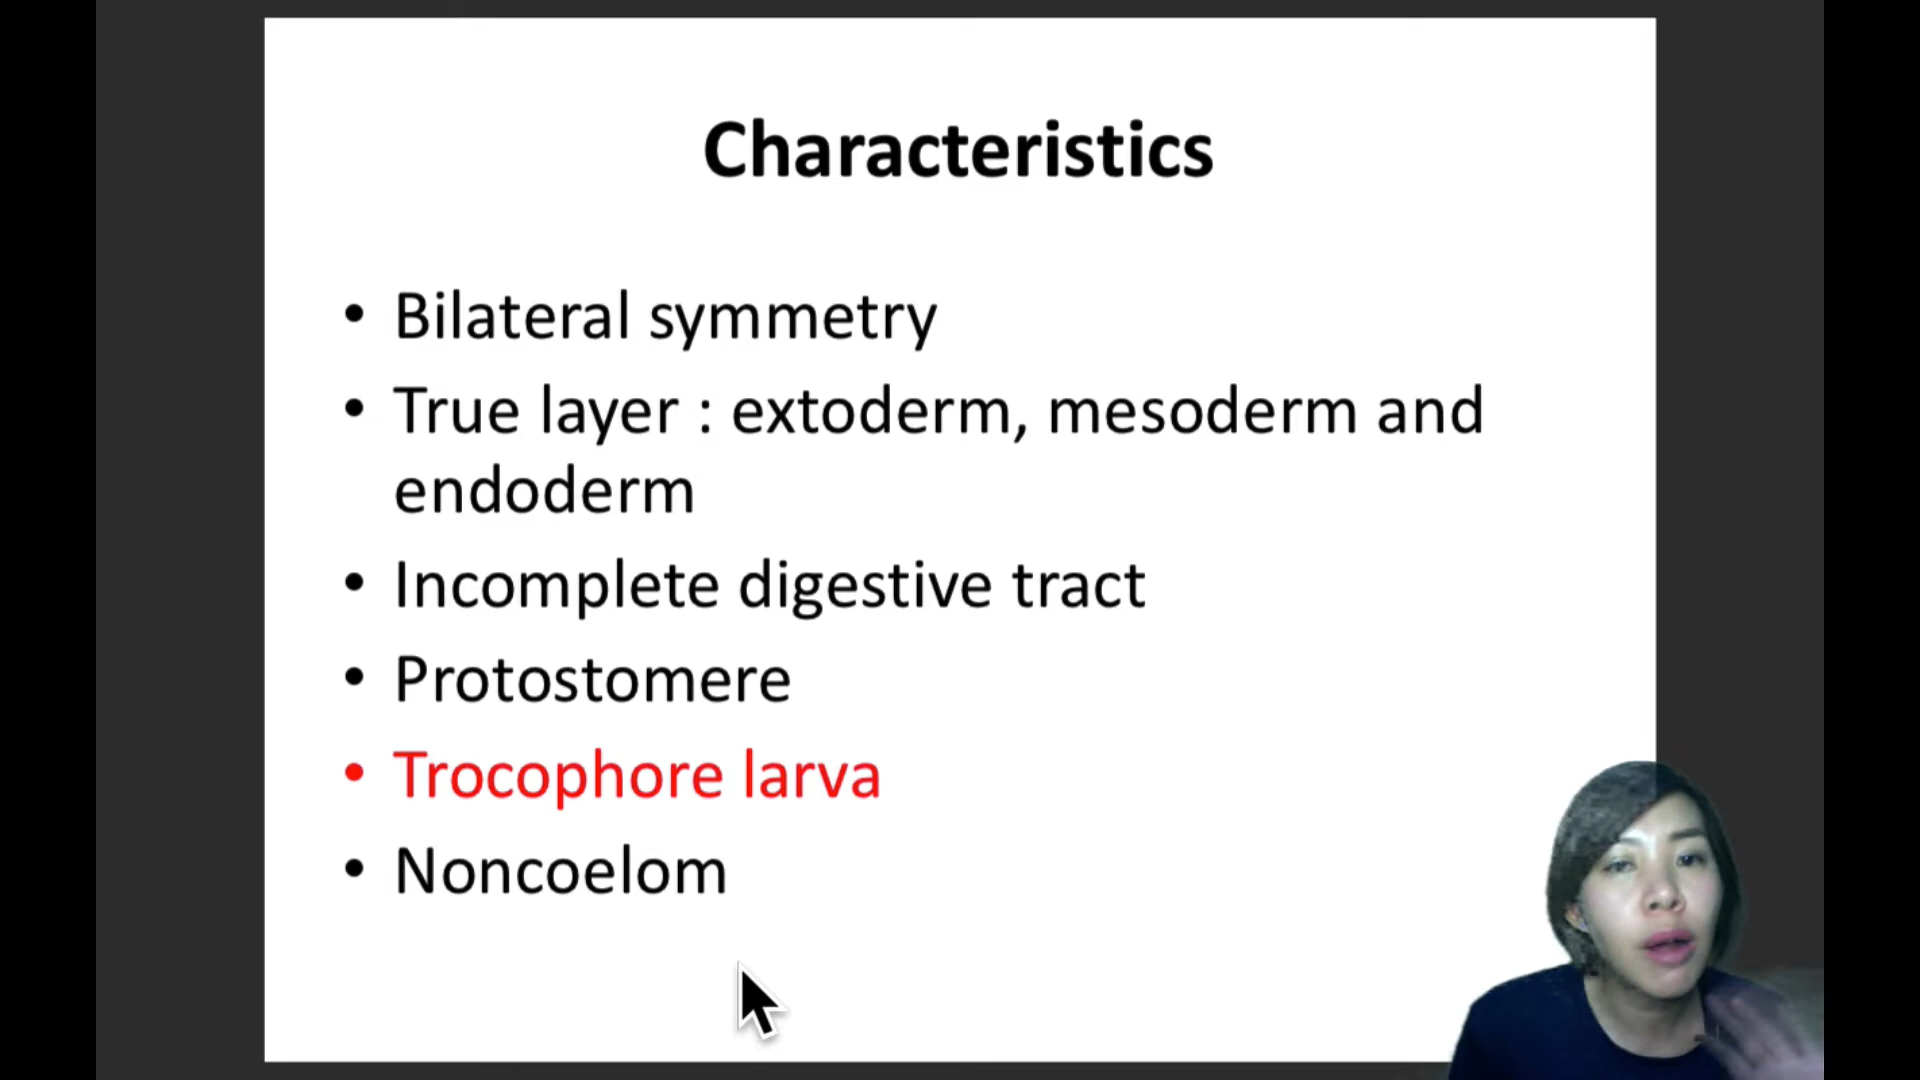 Characteristics
• Bilateral symmetry
• True layer : extoderm, mesoderm and
endoderm
• Incomplete digestive tract
• Protostomere
• Trocophore larva
• Noncoelom